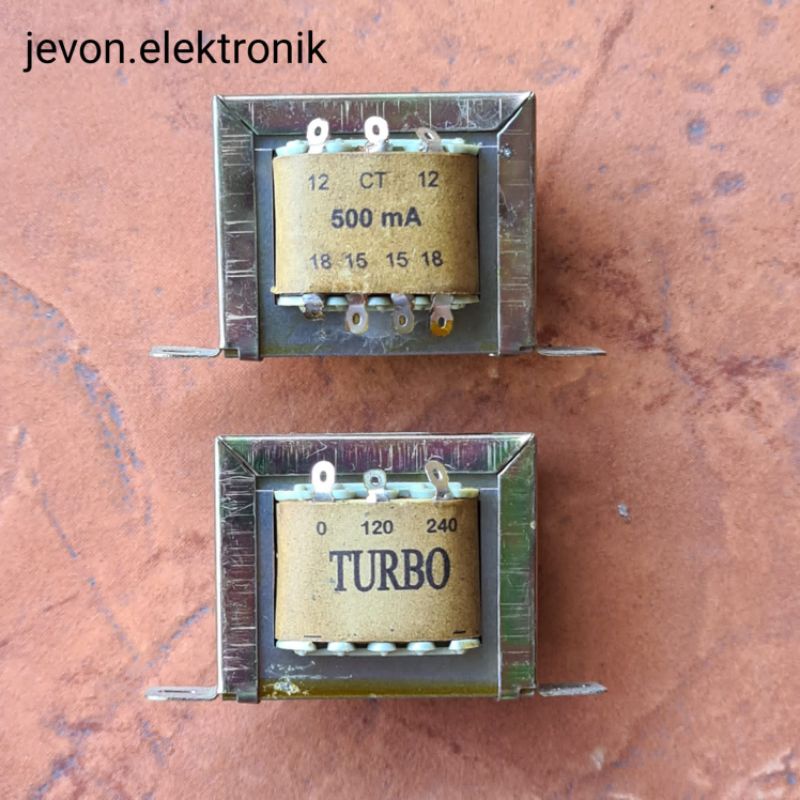 jevon.elektronik
12 CT 12
500 mA
18 15 15 18
0 120 240
TURBO